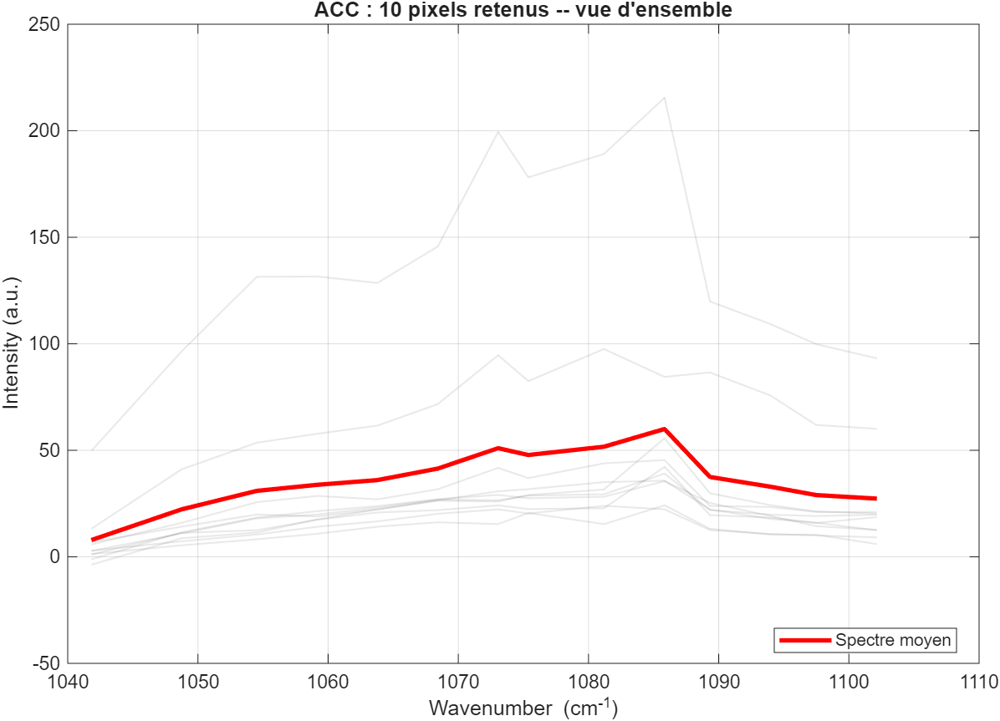 ACC : 10 pixels retenus -- vue d'ensemble
250
200
150
100
50
0
-50
Intensity (a.u.)
1040 1050 1060 1070 1080 1090 1100 1110
Wavenumber (cm-1)
Spectre moyen